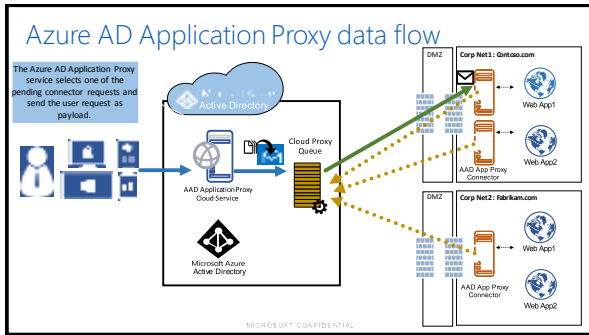 Azure AD Application Proxy data flow
The Azure AD Application Proxy
service selects one of the
pending connector requests and
send the user request as
payload.
Active Directory
AAD Application Proxy
Cloud Service
Cloud Proxy
Queue
Microsoft Azure
Active Directory
DMZ
Corp Net1: Contoso.com
Web App1
Web App2
AAD App Proxy
Connector
DMZ
Corp Net2: Fabrikam.com
Web App1
AAD App Proxy
Connector
Web App2
MICROSOFT CONFIDENTIAL